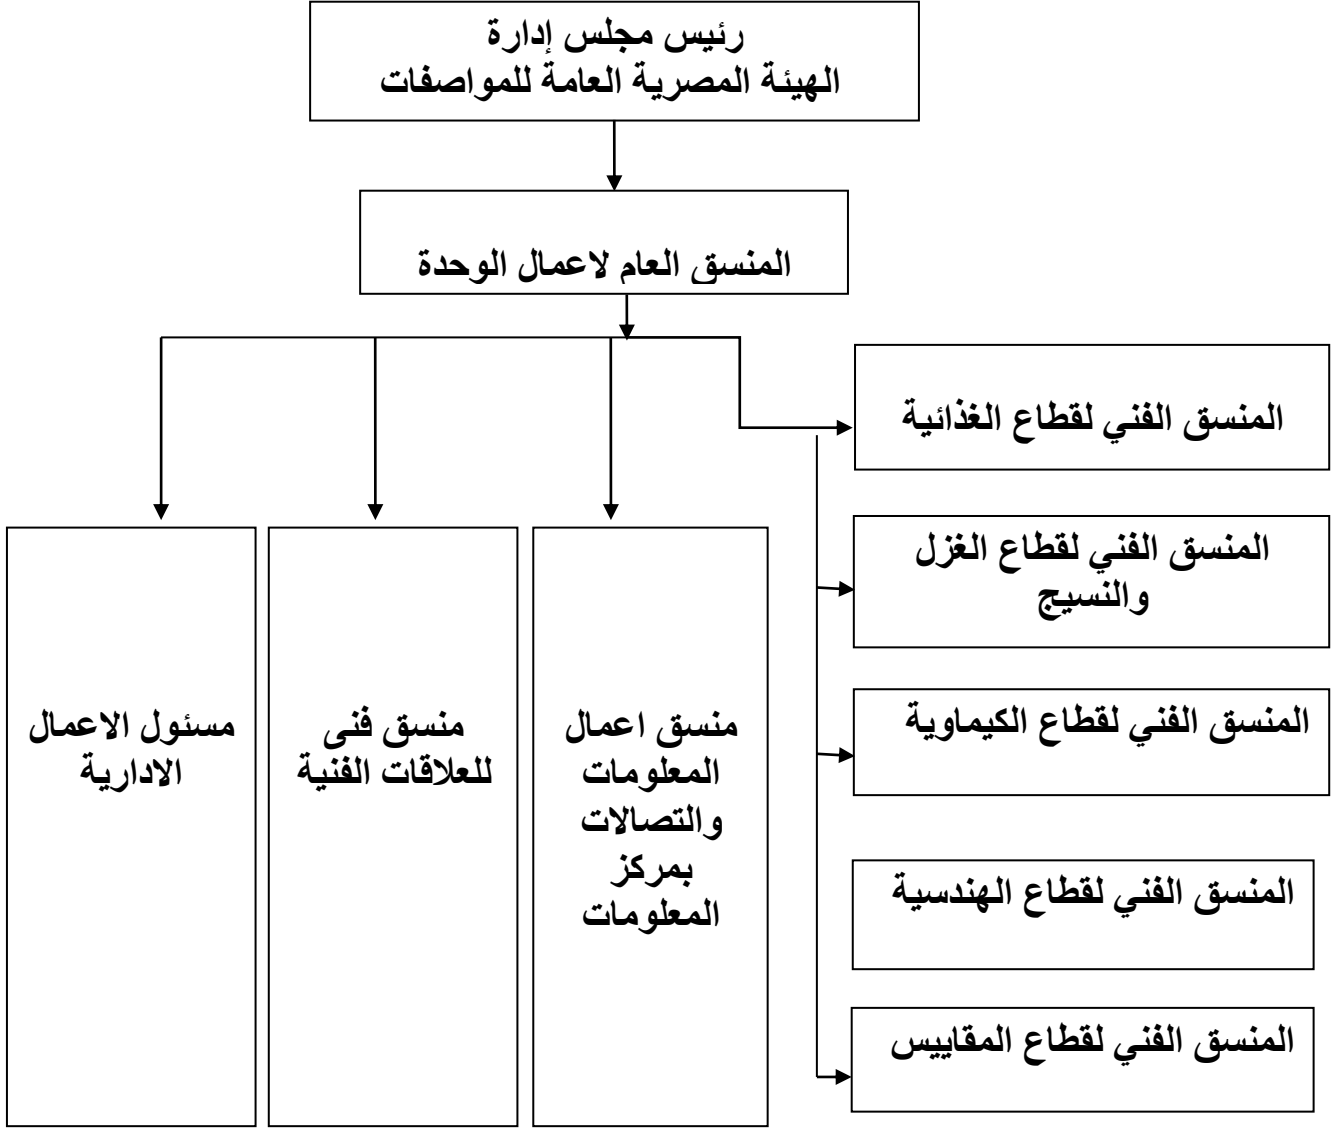 رئيس مجلس إدارة
الهيئة المصرية العامة للمواصفات
المنسق العام لاعمال الوحدة
المنسق الفني لقطاع الغذائية
المنسق الفني لقطاع الغزل
والنسيج
المنسق الفني لقطاع الكيماوية
المنسق الفني لقطاع الهندسية
المنسق الفني لقطاع المقاييس
منسق اعمال
المعلومات
والتصالات
بمركز
المعلومات
منسق فنى
للعلاقات الفنية
مسئول الاعمال
الادارية